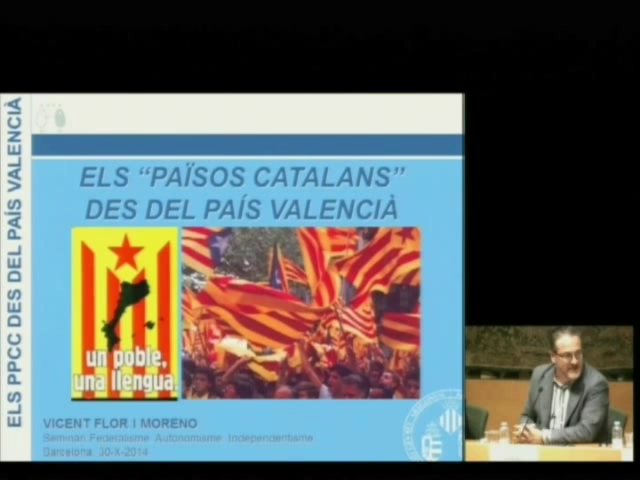 ELS PPCC DES DEL PAÍS VALENCIÀ
ELS “PAÏSOS CATALANS”
DES DEL PAÍS VALENCIÀ
un poble,
una llengua.
VICENT FLOR I MORENO
Seminari Federalisme Autonomisme Independentisme
Barcelona, 30-X-2014